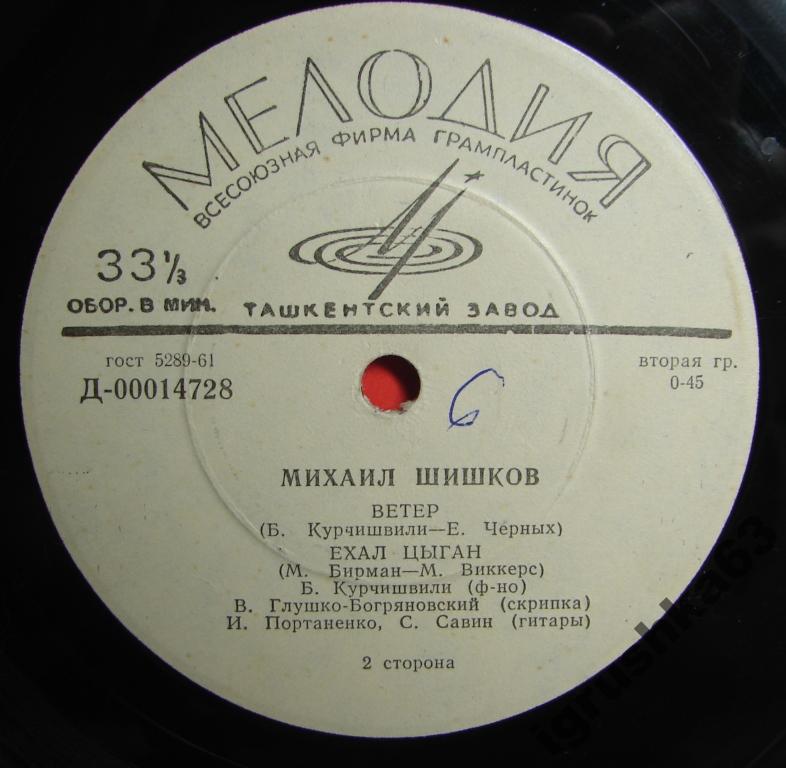 МЕЛОДИЯ
ВСЕСОЮЗНАЯ ФИРМА ГРАМПЛАСТИНОК
33⅓
ОБОР. В МИН. ТАШКЕНТСКИЙ ЗАВОД
гост 5289-61 вторая гр.
Д-00014728 0-45
6
МИХАИЛ ШИШКОВ
ВЕТЕР
(Б. Курчишвили—Е. Черных)
ЕХАЛ ЦЫГАН
(М. Бирман—М. Виккерс)
Б. Курчишвили (ф-но)
В. Глушко-Богряновский (скрипка)
И. Портаненко, С. Савин (гитары)
2 сторона
igrushka63